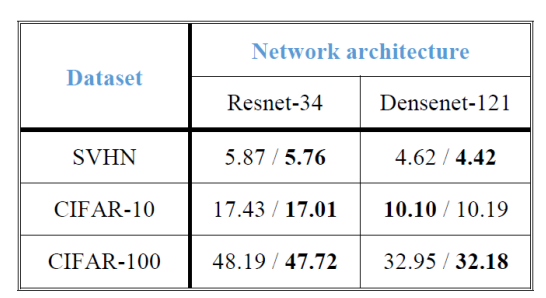 Dataset
Network architecture
Resnet-34 Densenet-121
SVHN 5.87 / 5.76 4.62 / 4.42
CIFAR-10 17.43 / 17.01 10.10 / 10.19
CIFAR-100 48.19 / 47.72 32.95 / 32.18